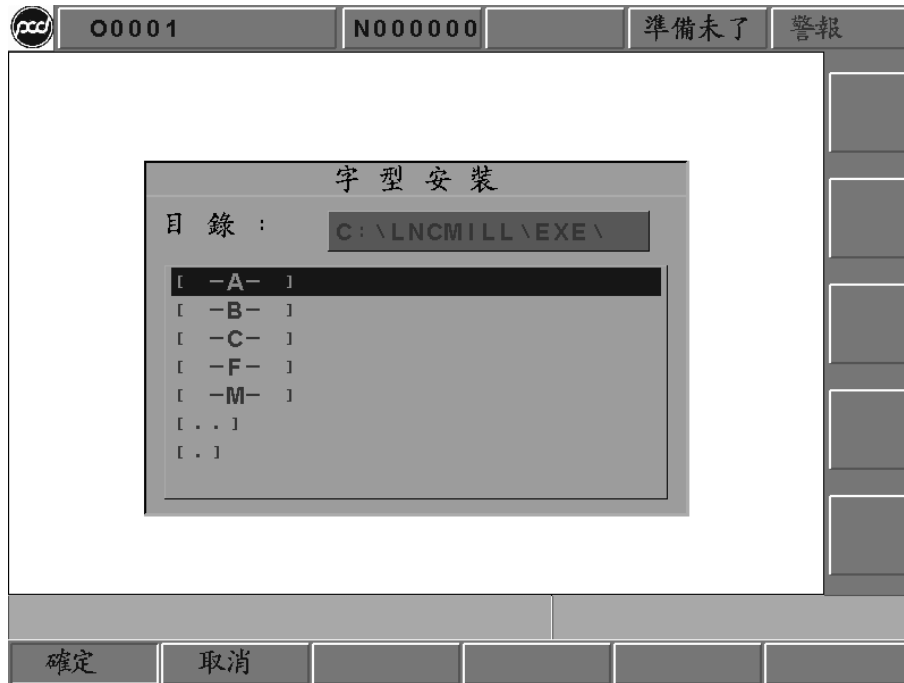 pcd O0001 N000000 準備未了 警報
字型安裝
目錄: C:\LNCMILL\EXE\
[ -A- ]
[ -B- ]
[ -C- ]
[ -F- ]
[ -M- ]
[..]
[.]
確定 取消